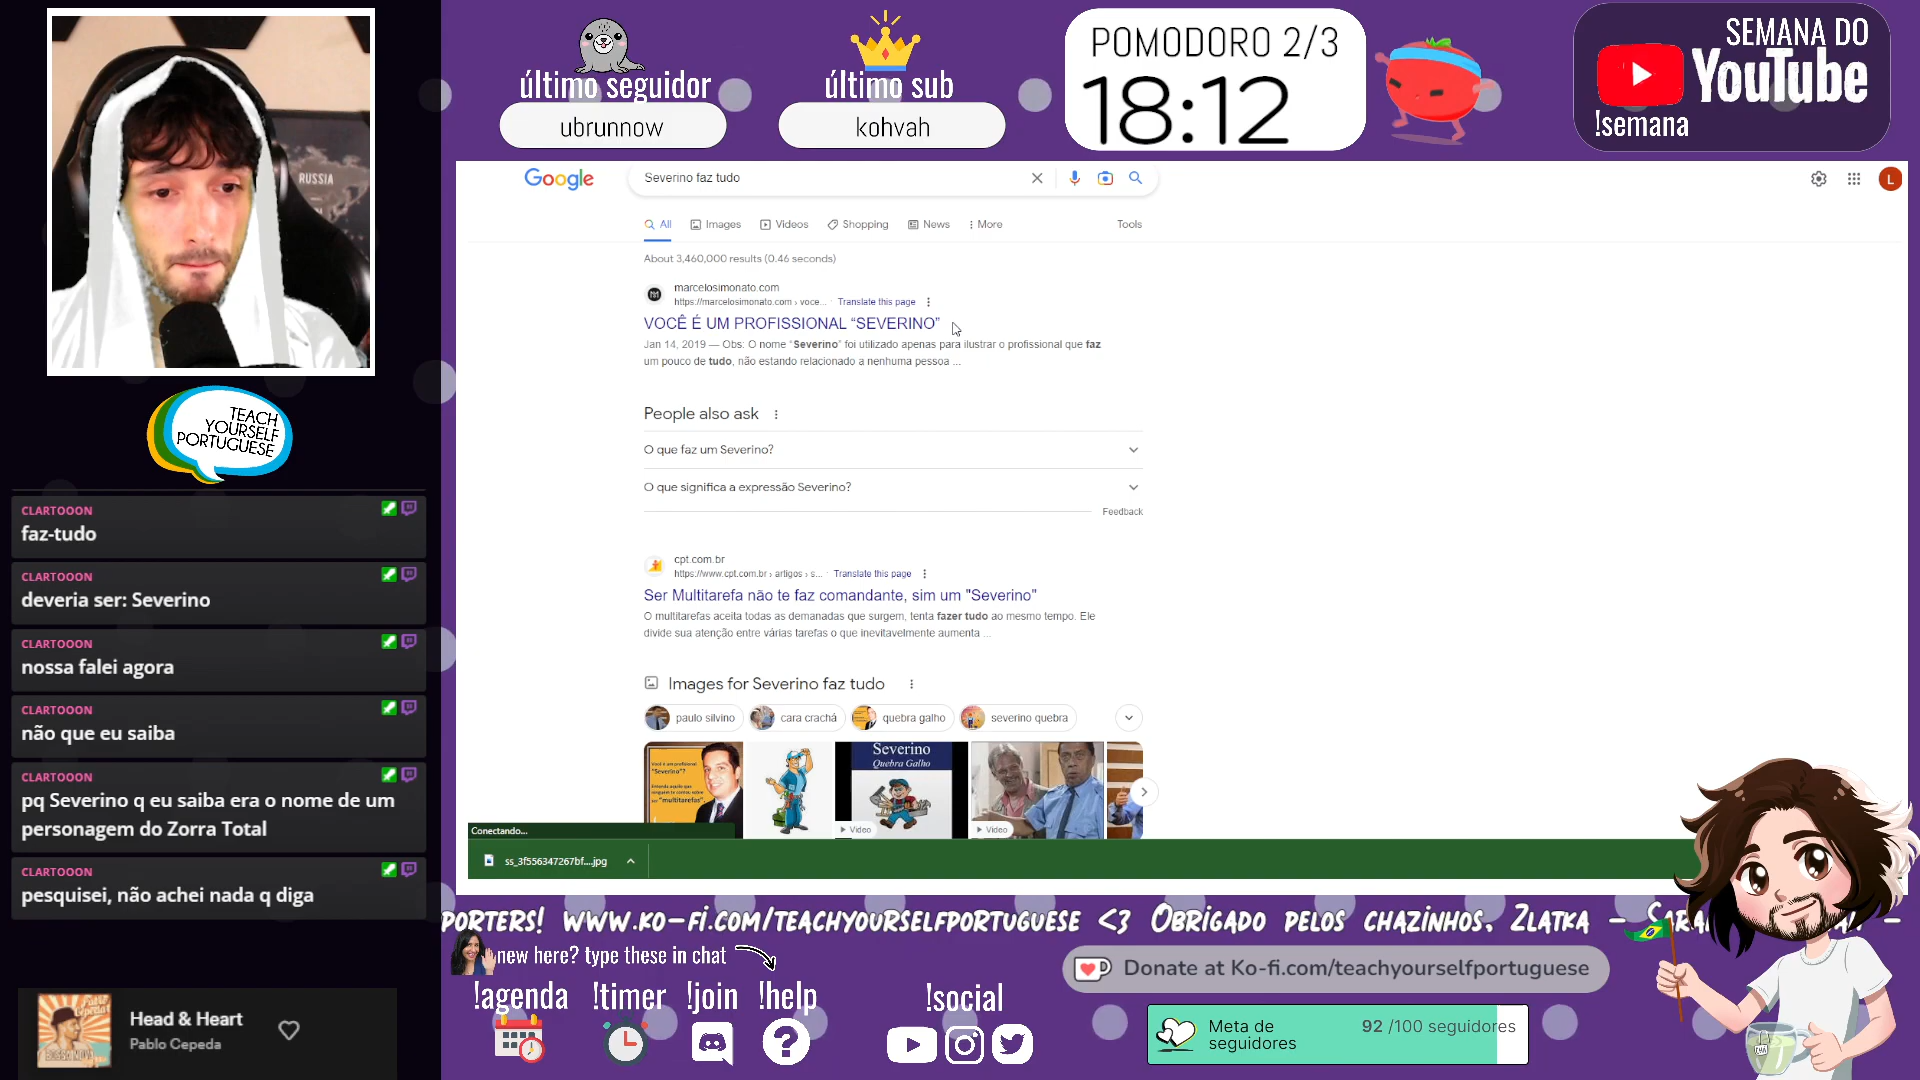 RUSSIA
TEACH
YOURSELF
PORTUGUESE
CLARTOOON
faz-tudo
CLARTOOON
deveria ser: Severino
CLARTOOON
nossa falei agora
CLARTOOON
não que eu saiba
CLARTOOON
pq Severino q eu saiba era o nome de um
personagem do Zorra Total
CLARTOOON
pesquisei, não achei nada q diga
Head & Heart
Pablo Cepeda
último seguidor
ubrunnow
último sub
kohvah
POMODORO 2/3
18:12
SEMANA DO
YouTube
!semana
Google
Severino faz tudo
L
All
Images
Videos
Shopping
News
More
Tools
About 3,460,000 results (0.46 seconds)
marcelosimonato.com
https://marcelosimonato.com › voce... · Translate this page
VOCÊ É UM PROFISSIONAL “SEVERINO”
Jan 14, 2019 — Obs: O nome “Severino” foi utilizado apenas para ilustrar o profissional que faz
um pouco de tudo, não estando relacionado a nenhuma pessoa ...
People also ask
O que faz um Severino?
O que significa a expressão Severino?
Feedback
cpt.com.br
https://www.cpt.com.br › artigos › s... · Translate this page
Ser Multitarefa não te faz comandante, sim um "Severino"
O multitarefas aceita todas as demanadas que surgem, tenta fazer tudo ao mesmo tempo. Ele
divide sua atenção entre várias tarefas o que inevitavelmente aumenta ...
Images for Severino faz tudo
paulo silvino
cara crachá
quebra galho
severino quebra
Você é um profissional
"Severino"?
"multitarefas".
Severino
Quebra Galho
Video
Video
Conectando...
ss_3f556347267bf....jpg
PORTERS! WWW.KO-FI.COM/TEACHYOURSELFPORTUGUESE <3 OBRIGADO PELOS CHAZINHOS, ZLATKA -
new here? type these in chat
!agenda
!timer
!join
!help
!social
Donate at Ko-fi.com/teachyourselfportuguese
Meta de
seguidores
92 /100 seguidores